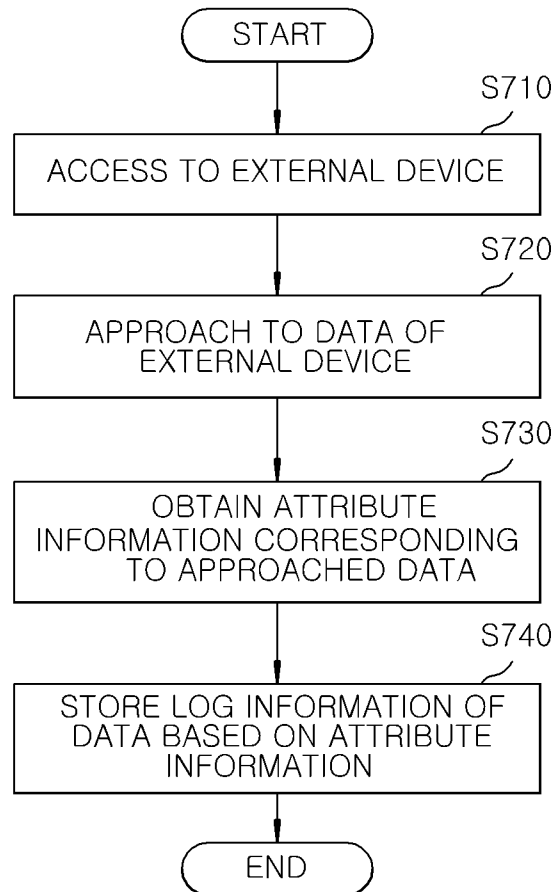 START
S710
ACCESS TO EXTERNAL DEVICE
S720
APPROACH TO DATA OF
EXTERNAL DEVICE
S730
OBTAIN ATTRIBUTE
INFORMATION CORRESPONDING
TO APPROACHED DATA
S740
STORE LOG INFORMATION OF
DATA BASED ON ATTRIBUTE
INFORMATION
END